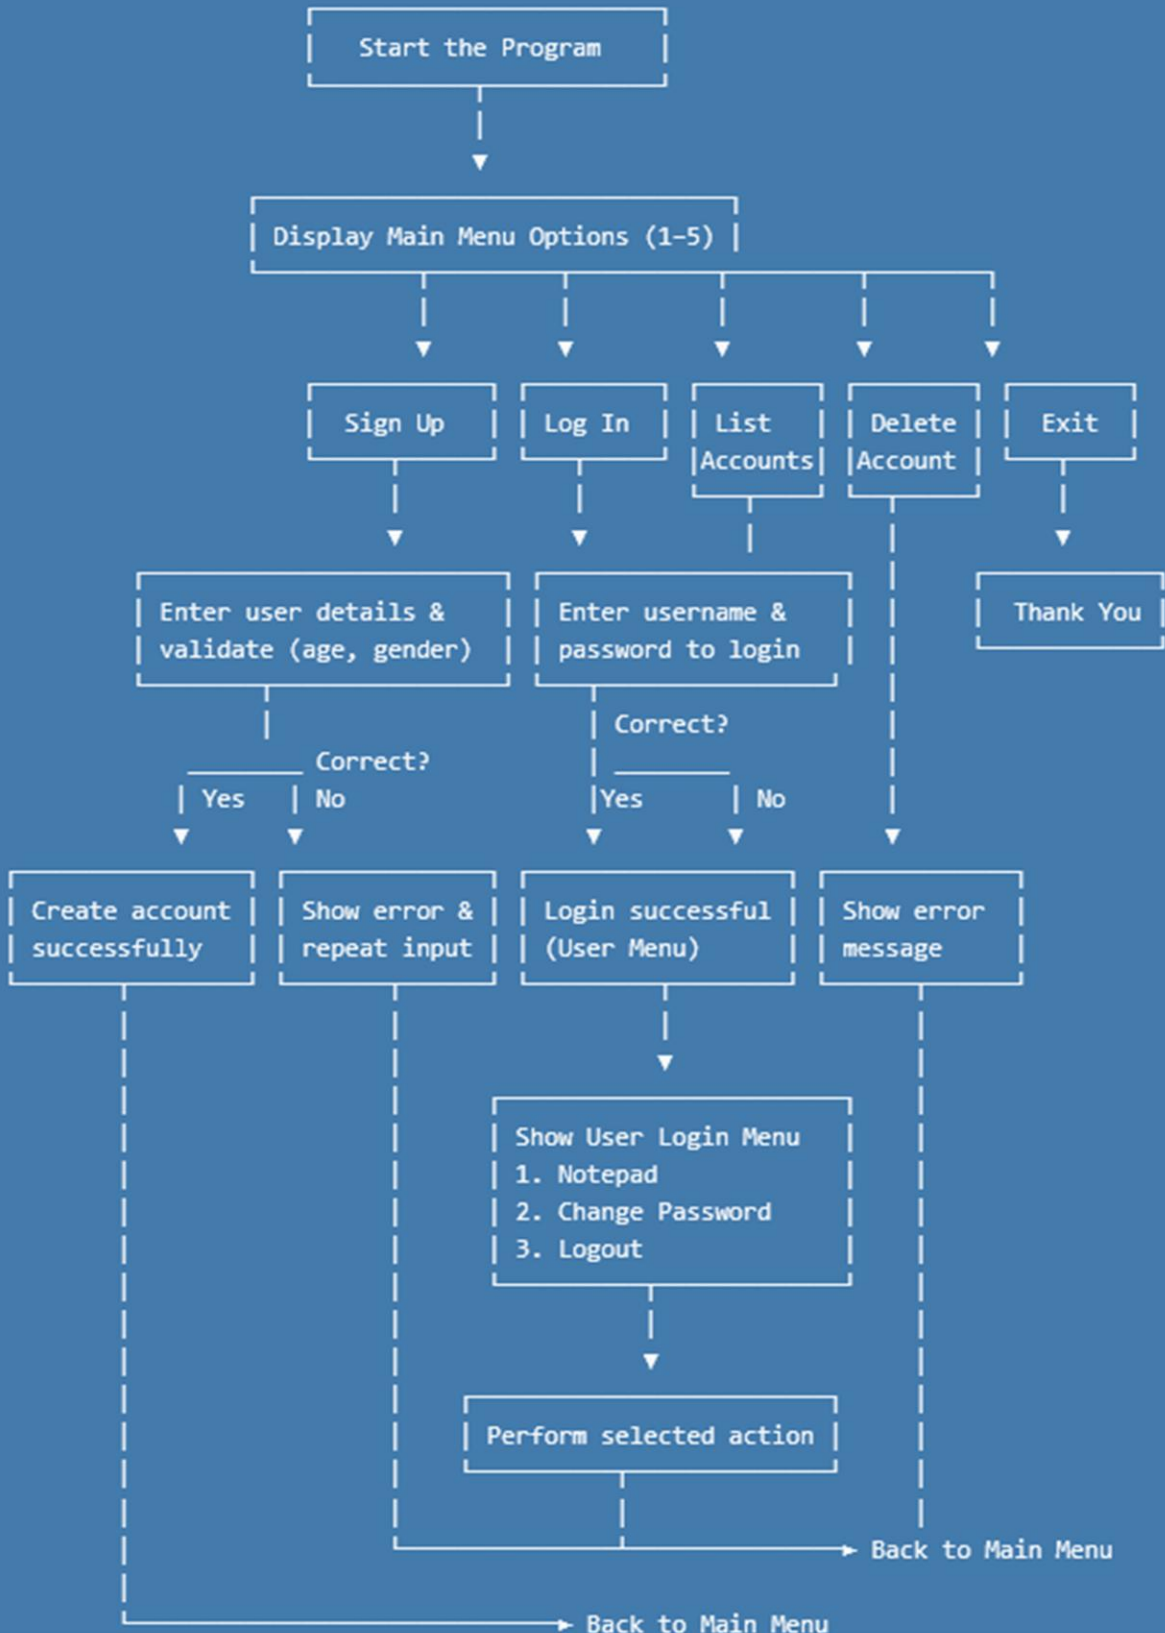 Start the Program
Display Main Menu Options (1–5)
Sign Up
Log In
List
Accounts
Delete
Account
Exit
Enter user details &
validate (age, gender)
Enter username &
password to login
Thank You
Correct?
Yes
No
Correct?
Yes
No
Create account
successfully
Show error &
repeat input
Login successful
(User Menu)
Show error
message
Show User Login Menu
1. Notepad
2. Change Password
3. Logout
Perform selected action
Back to Main Menu
Back to Main Menu